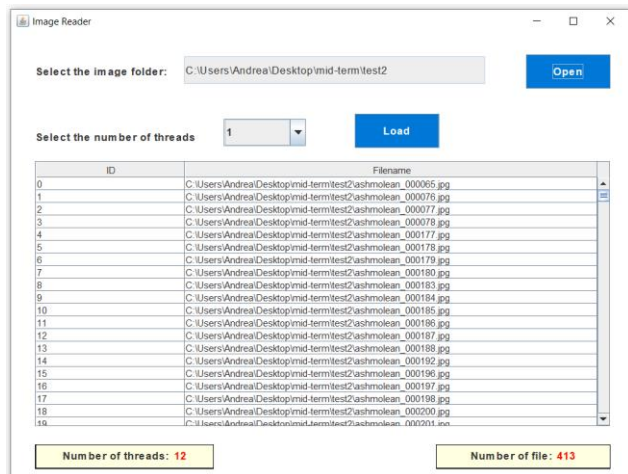 Image Reader
Select the image folder: C:\Users\Andrea\Desktop\mid-term\test2 Open
Select the number of threads 1 Load
ID Filename
0 C:\Users\Andrea\Desktop\mid-term\test2\ashmolean_000065.jpg
1 C:\Users\Andrea\Desktop\mid-term\test2\ashmolean_000076.jpg
2 C:\Users\Andrea\Desktop\mid-term\test2\ashmolean_000077.jpg
3 C:\Users\Andrea\Desktop\mid-term\test2\ashmolean_000078.jpg
4 C:\Users\Andrea\Desktop\mid-term\test2\ashmolean_000177.jpg
5 C:\Users\Andrea\Desktop\mid-term\test2\ashmolean_000178.jpg
6 C:\Users\Andrea\Desktop\mid-term\test2\ashmolean_000179.jpg
7 C:\Users\Andrea\Desktop\mid-term\test2\ashmolean_000180.jpg
8 C:\Users\Andrea\Desktop\mid-term\test2\ashmolean_000183.jpg
9 C:\Users\Andrea\Desktop\mid-term\test2\ashmolean_000184.jpg
10 C:\Users\Andrea\Desktop\mid-term\test2\ashmolean_000185.jpg
11 C:\Users\Andrea\Desktop\mid-term\test2\ashmolean_000186.jpg
12 C:\Users\Andrea\Desktop\mid-term\test2\ashmolean_000187.jpg
13 C:\Users\Andrea\Desktop\mid-term\test2\ashmolean_000188.jpg
14 C:\Users\Andrea\Desktop\mid-term\test2\ashmolean_000192.jpg
15 C:\Users\Andrea\Desktop\mid-term\test2\ashmolean_000196.jpg
16 C:\Users\Andrea\Desktop\mid-term\test2\ashmolean_000197.jpg
17 C:\Users\Andrea\Desktop\mid-term\test2\ashmolean_000198.jpg
18 C:\Users\Andrea\Desktop\mid-term\test2\ashmolean_000200.jpg
19 C:\Users\Andrea\Desktop\mid-term\test2\ashmolean_000201.jpg
Number of threads: 12 Number of file: 413